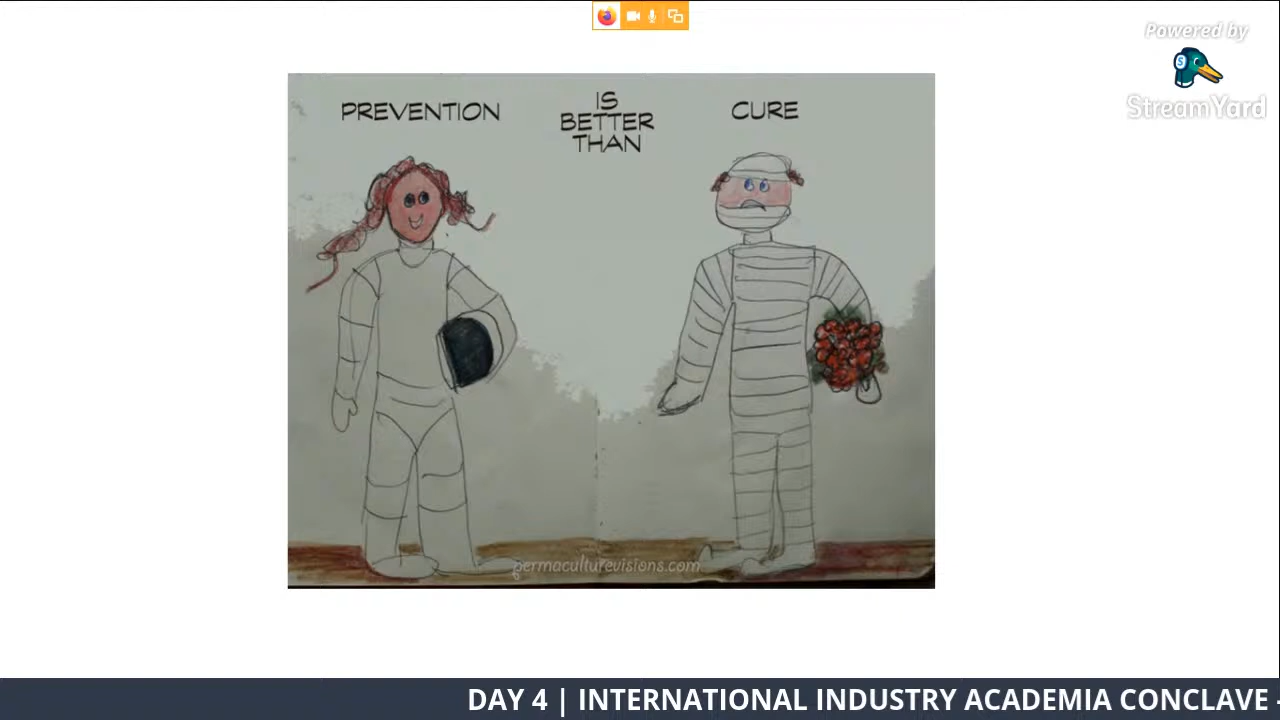 Powered by
StreamYard
PREVENTION
IS
BETTER
THAN
CURE
permaculturevisions.com
DAY 4 | INTERNATIONAL INDUSTRY ACADEMIA CONCLAVE